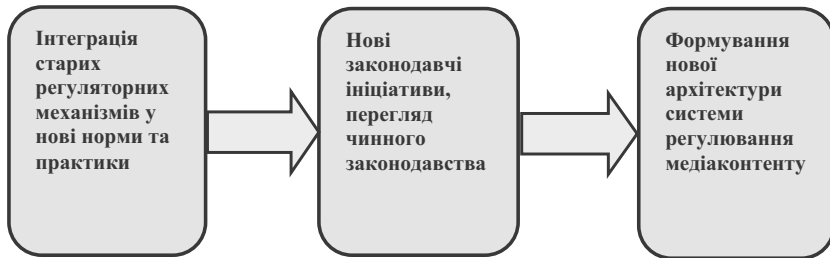 Інтеграція
старих
регуляторних
механізмів у
нові норми та
практики
Нові
законодавчі
ініціативи,
перегляд
чинного
законодавства
Формування
нової
архітектури
системи
регулювання
медіаконтенту